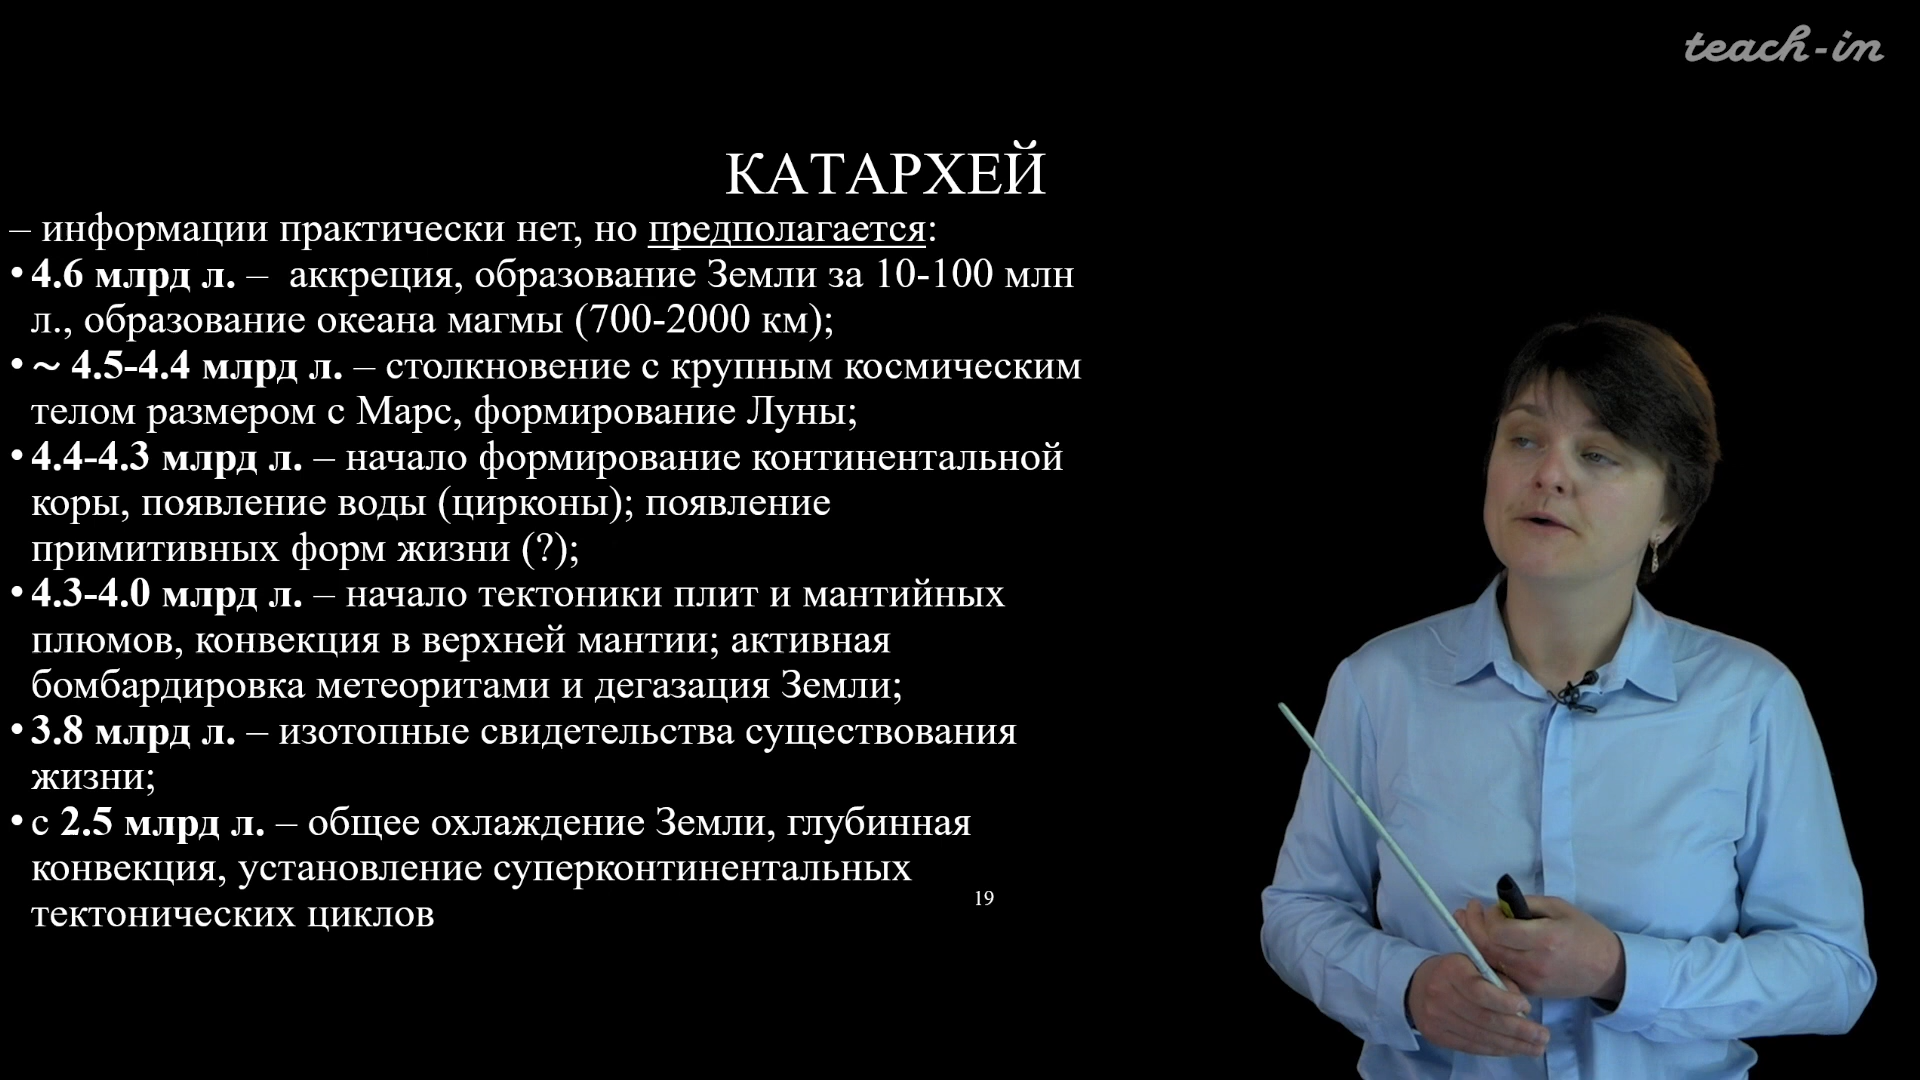 teach-in
КАТАРХЕЙ
– информации практически нет, но предполагается:
• 4.6 млрд л. – аккреция, образование Земли за 10-100 млн
л., образование океана магмы (700-2000 км);
• ~ 4.5-4.4 млрд л. – столкновение с крупным космическим
телом размером с Марс, формирование Луны;
• 4.4-4.3 млрд л. – начало формирование континентальной
коры, появление воды (цирконы); появление
примитивных форм жизни (?);
• 4.3-4.0 млрд л. – начало тектоники плит и мантийных
плюмов, конвекция в верхней мантии; активная
бомбардировка метеоритами и дегазация Земли;
• 3.8 млрд л. – изотопные свидетельства существования
жизни;
• с 2.5 млрд л. – общее охлаждение Земли, глубинная
конвекция, установление суперконтинентальных
тектонических циклов
19